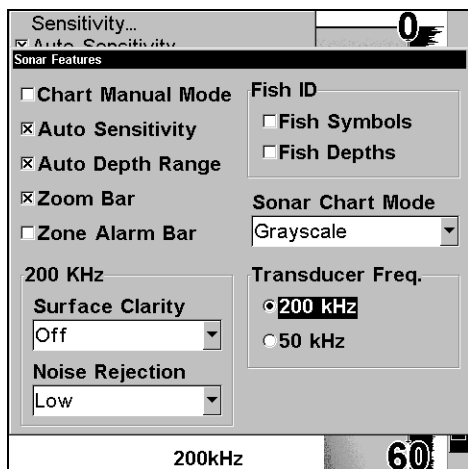 Sensitivity...
Auto Sensitivity
0
Sonar Features
Chart Manual Mode
Auto Sensitivity
Auto Depth Range
Zoom Bar
Zone Alarm Bar
Fish ID
Fish Symbols
Fish Depths
Sonar Chart Mode
Grayscale
200 KHz
Surface Clarity
Off
Noise Rejection
Low
Transducer Freq.
200 kHz
50 kHz
200kHz
60